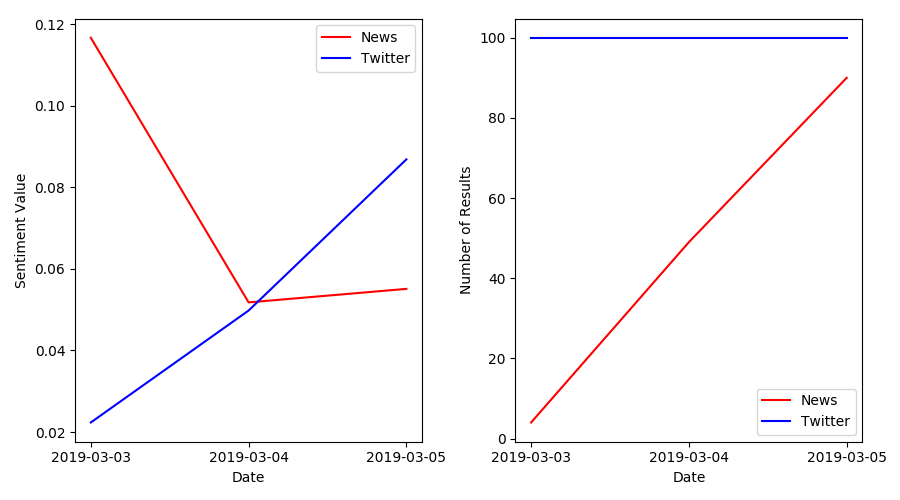 0.12
0.10
0.08
0.06
0.04
0.02
Sentiment Value
News
Twitter
2019-03-03 2019-03-04 2019-03-05
Date
100
80
60
40
20
0
Number of Results
News
Twitter
2019-03-03 2019-03-04 2019-03-05
Date